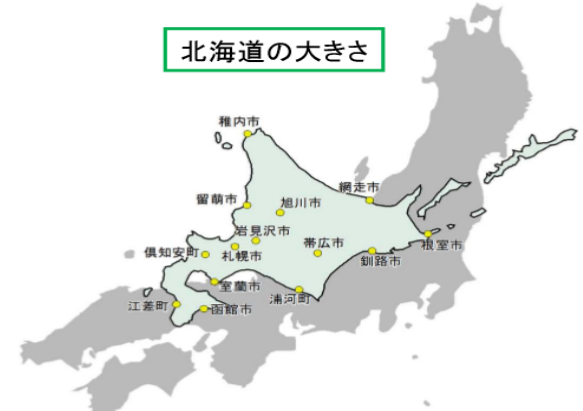 北海道の大きさ
稚内市
網走市
留萌市
旭川市
岩見沢市
帯広市
根室市
倶知安町
札幌市
釧路市
室蘭市
浦河町
江差町
函館市